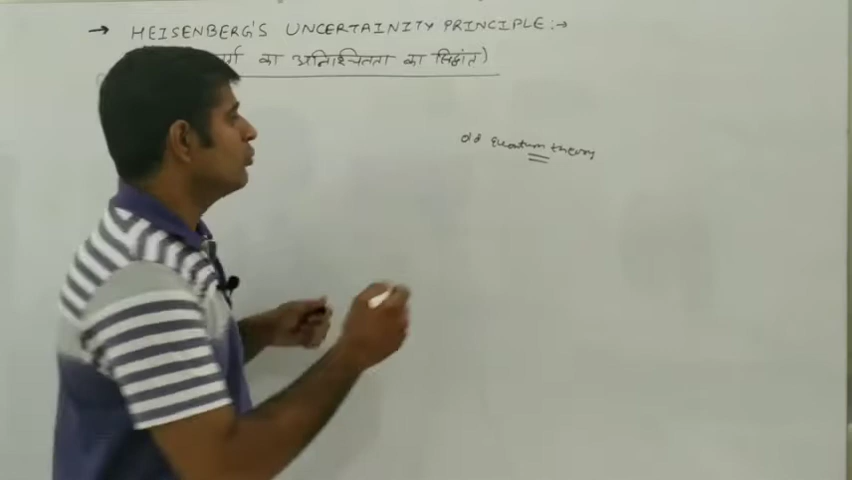 → HEISENBERG'S UNCERTAINITY PRINCIPLE :→
का अनिश्चितता का सिद्धांत)
old quantum theory